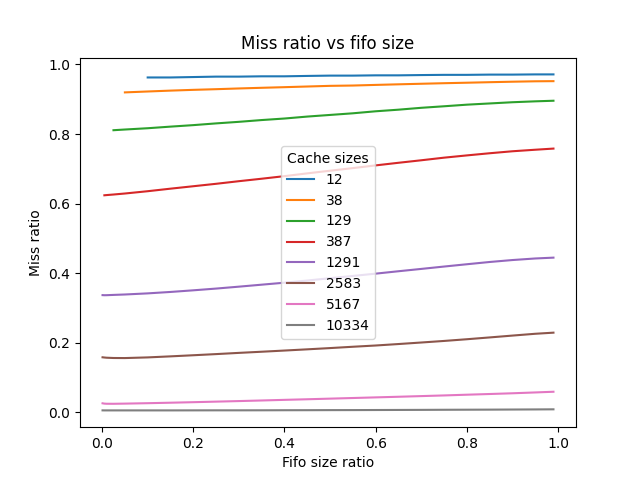 Miss ratio vs fifo size
1.0
0.8
0.6
0.4
0.2
0.0
Miss ratio
Cache sizes
12
38
129
387
1291
2583
5167
10334
0.0 0.2 0.4 0.6 0.8 1.0
Fifo size ratio